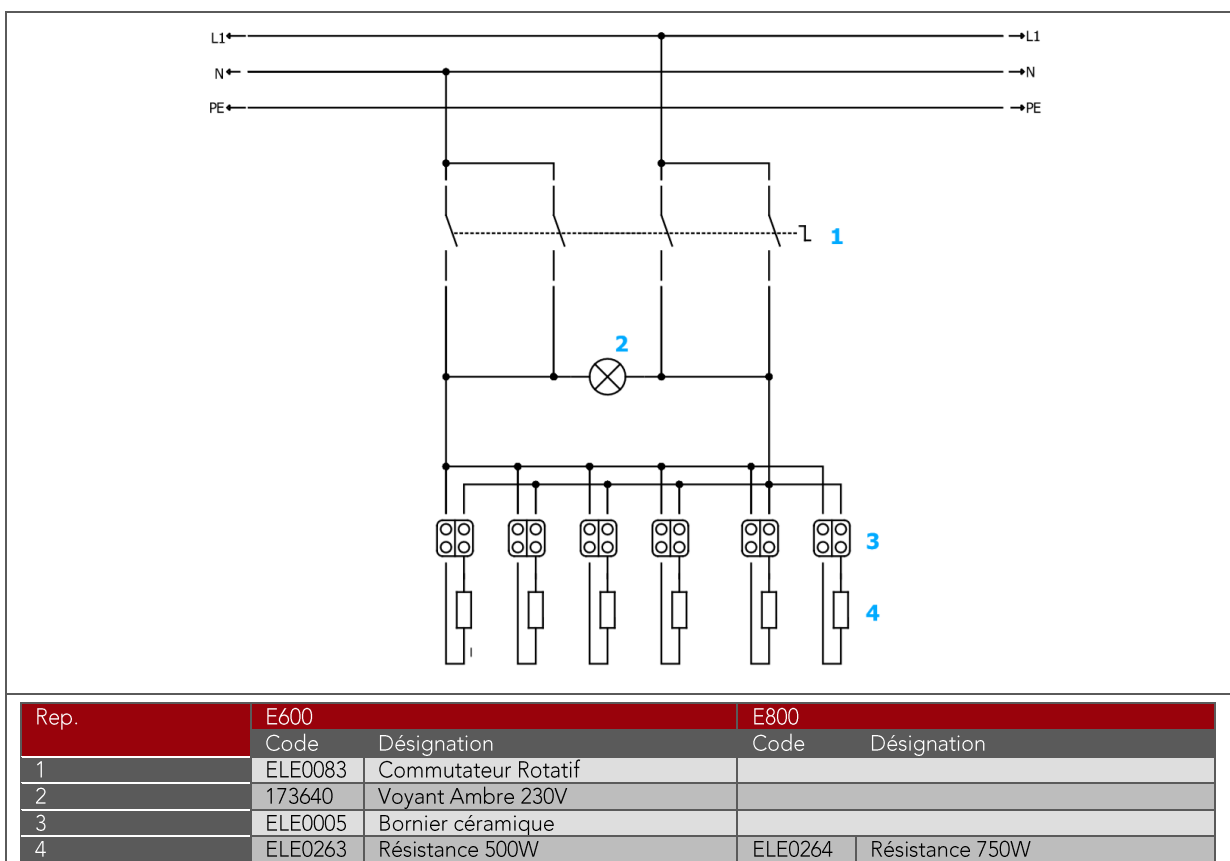 L1 L1
N N
PE PE
1
2
3
4
Rep. E600 E800
Code Désignation Code Désignation
1 ELE0083 Commutateur Rotatif
2 173640 Voyant Ambre 230V
3 ELE0005 Bornier céramique
4 ELE0263 Résistance 500W ELE0264 Résistance 750W